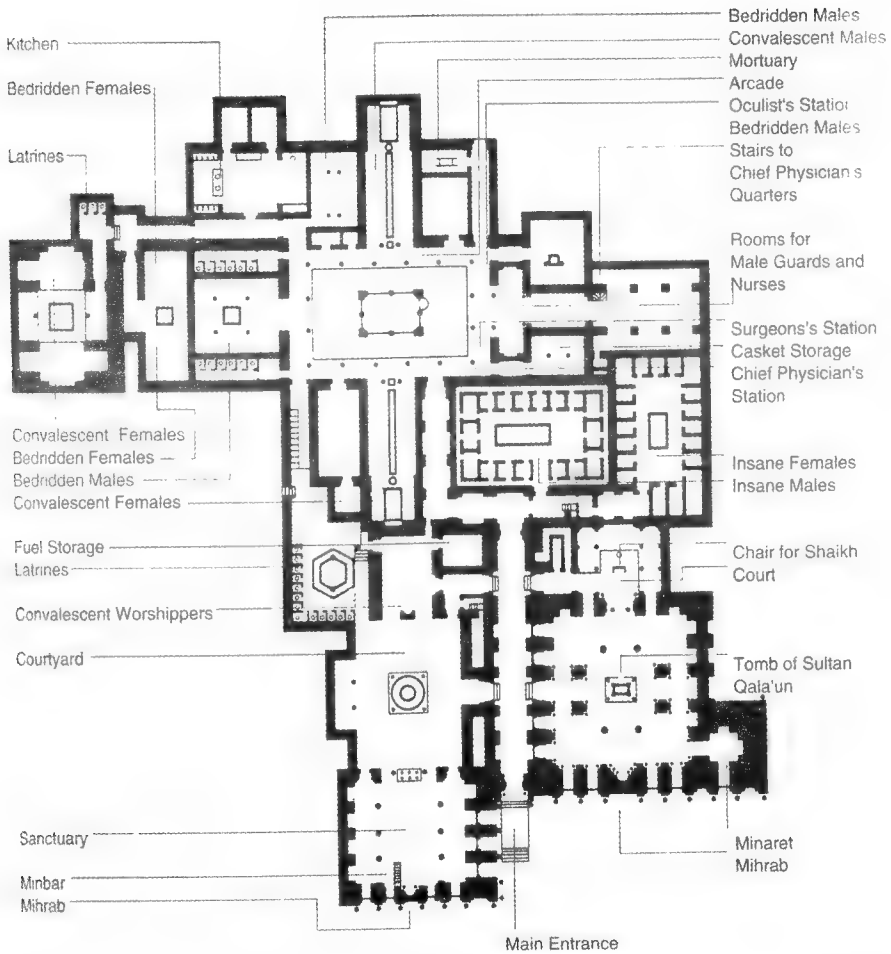 Kitchen
Bedridden Females
Latrines
Convalescent Females
Bedridden Females
Bedridden Males
Convalescent Females
Fuel Storage
Latrines
Convalescent Worshippers
Courtyard
Sanctuary
Minbar
Mihrab
Bedridden Males
Convalescent Males
Mortuary
Arcade
Oculist's Station
Bedridden Males
Stairs to
Chief Physician's
Quarters
Rooms for
Male Guards and
Nurses
Surgeons's Station
Casket Storage
Chief Physician's
Station
Insane Females
Insane Males
Chair for Shaikh
Court
Tomb of Sultan
Qala'un
Minaret
Mihrab
Main Entrance